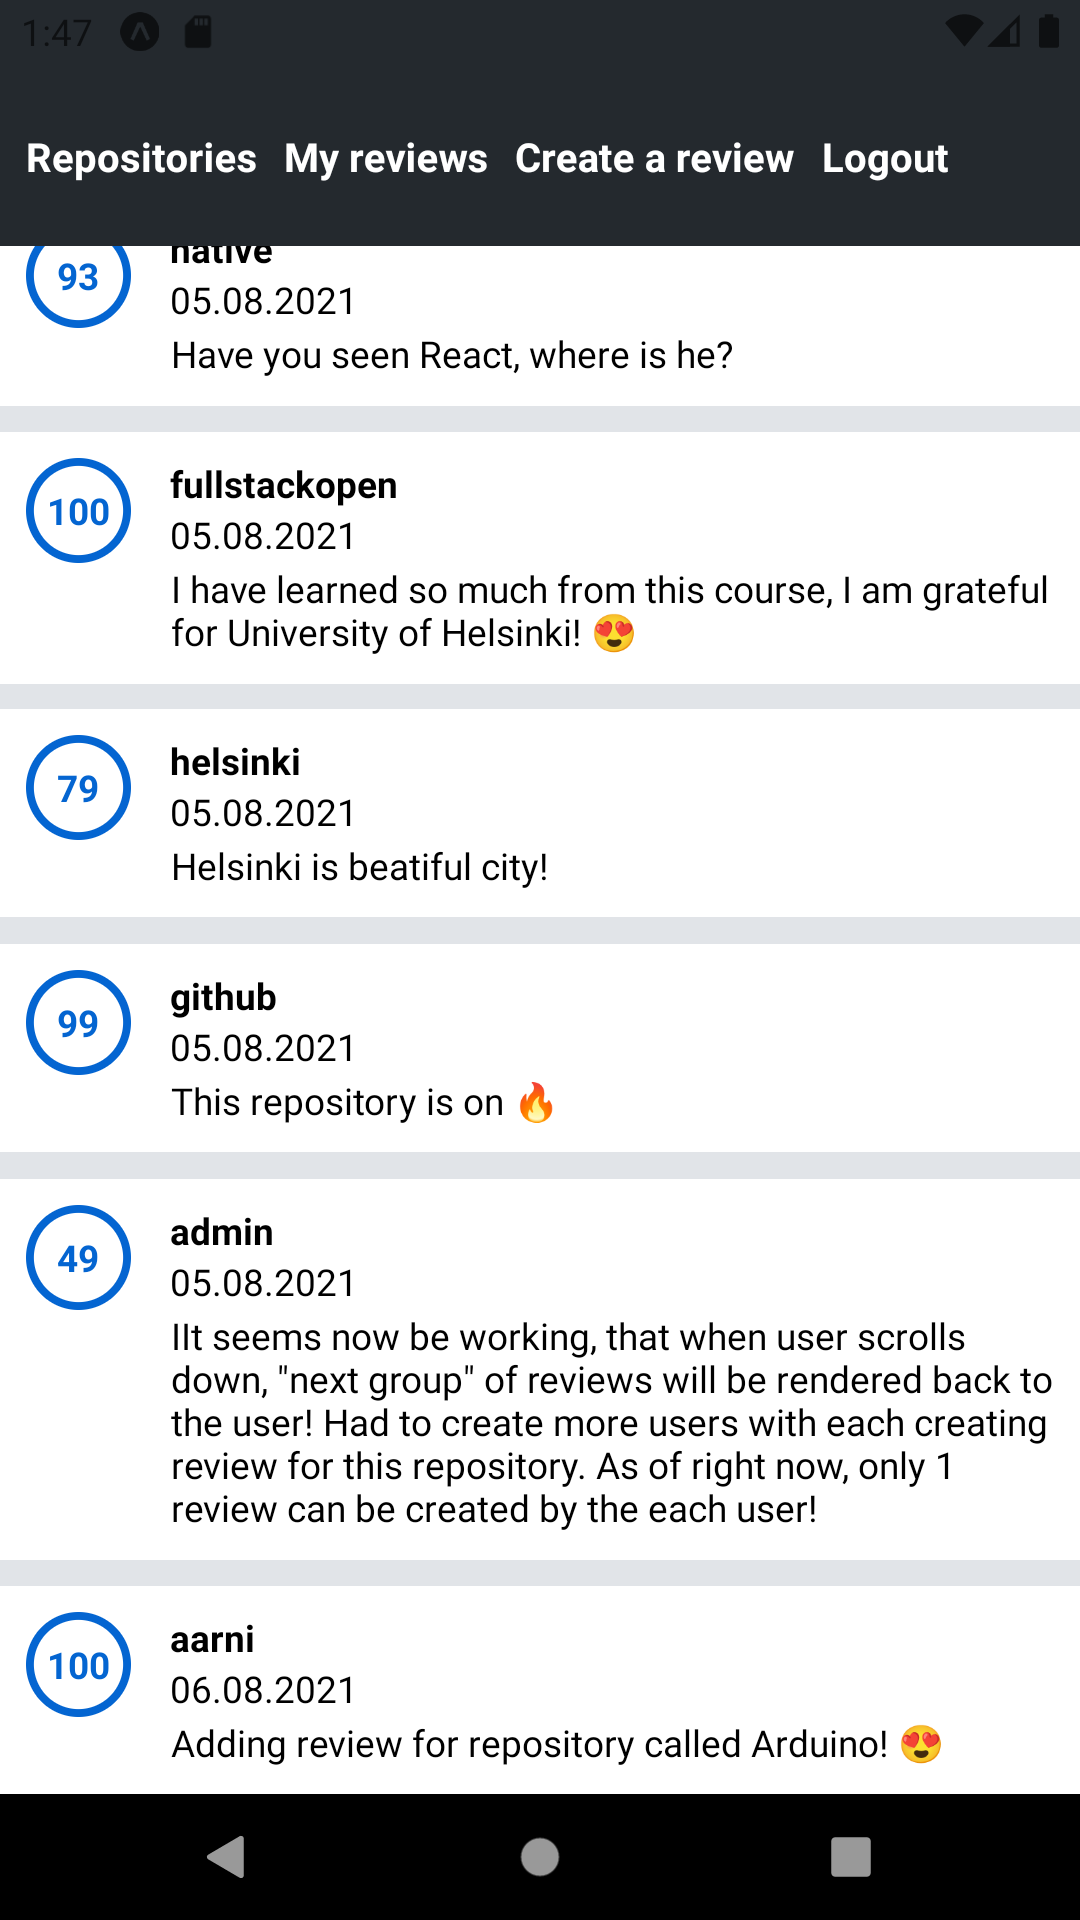 1:47
Repositories My reviews Create a review Logout
93
native
05.08.2021
Have you seen React, where is he?
100
fullstackopen
05.08.2021
I have learned so much from this course, I am grateful
for University of Helsinki! 😍
79
helsinki
05.08.2021
Helsinki is beatiful city!
99
github
05.08.2021
This repository is on 🔥
49
admin
05.08.2021
IIt seems now be working, that when user scrolls
down, "next group" of reviews will be rendered back to
the user! Had to create more users with each creating
review for this repository. As of right now, only 1
review can be created by the each user!
100
aarni
06.08.2021
Adding review for repository called Arduino! 😍